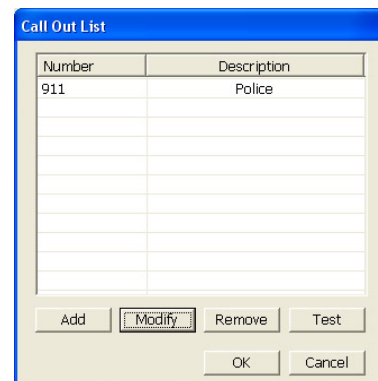 Call Out List
Number Description
911 Police
Add Modify Remove Test
OK Cancel